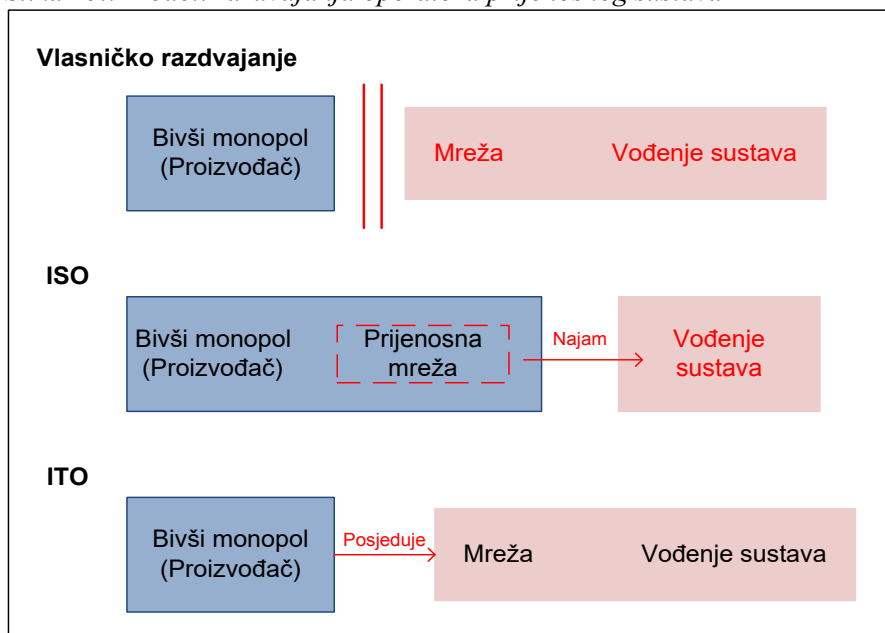 Vlasničko razdvajanje
Bivši monopol
(Proizvođač)
Mreža
Vođenje sustava
ISO
Bivši monopol
(Proizvođač)
Prijenosna
mreža
Najam
Vođenje
sustava
ITO
Bivši monopol
(Proizvođač)
Posjeduje
Mreža
Vođenje sustava